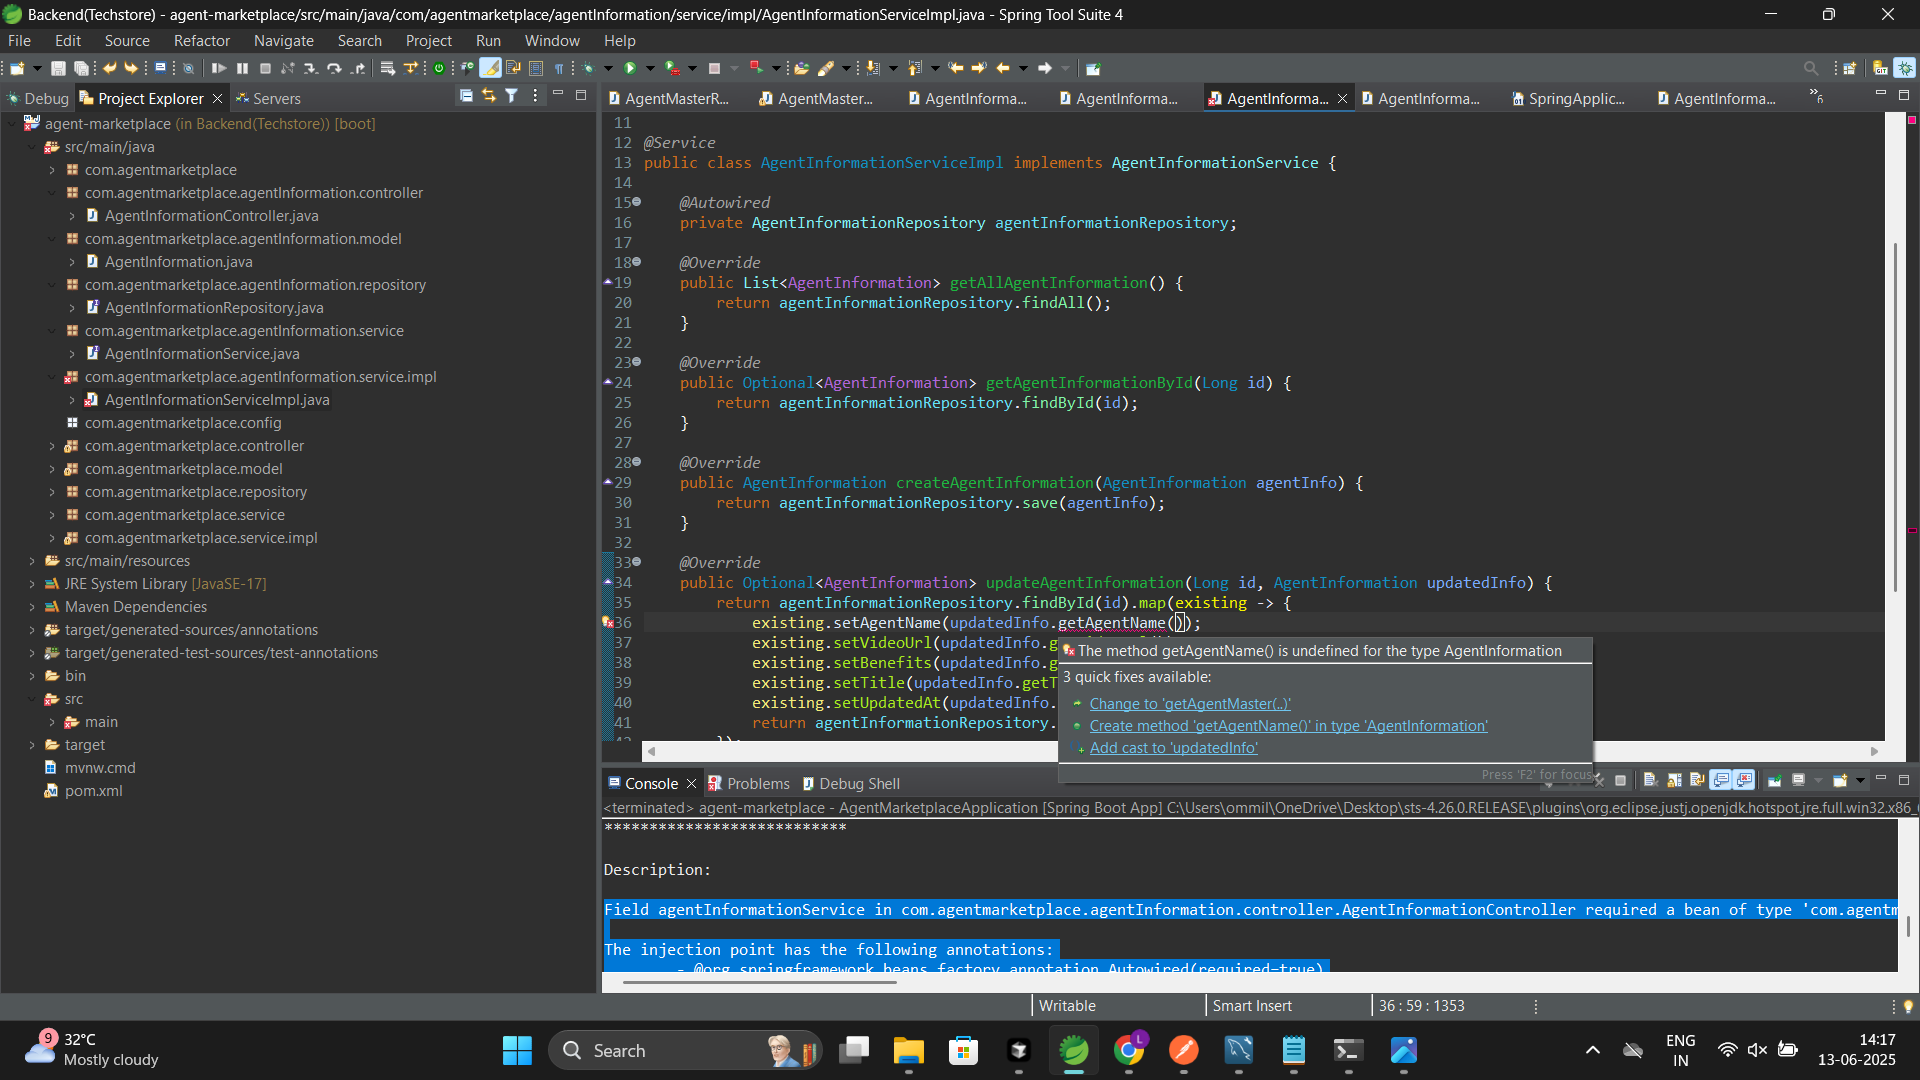 Backend(Techstore) - agent-marketplace/src/main/java/com/agentmarketplace/agentInformation/service/impl/AgentInformationServiceImpl.java - Spring Tool Suite 4
File Edit Source Refactor Navigate Search Project Run Window Help
Debug Project Explorer Servers
AgentMasterR... AgentMaster... AgentInforma... AgentInforma... AgentInforma... AgentInforma... SpringApplic... AgentInforma... »6
agent-marketplace (in Backend(Techstore)) [boot]
src/main/java
com.agentmarketplace
com.agentmarketplace.agentInformation.controller
AgentInformationController.java
com.agentmarketplace.agentInformation.model
AgentInformation.java
com.agentmarketplace.agentInformation.repository
AgentInformationRepository.java
com.agentmarketplace.agentInformation.service
AgentInformationService.java
com.agentmarketplace.agentInformation.service.impl
AgentInformationServiceImpl.java
com.agentmarketplace.config
com.agentmarketplace.controller
com.agentmarketplace.model
com.agentmarketplace.repository
com.agentmarketplace.service
com.agentmarketplace.service.impl
src/main/resources
JRE System Library [JavaSE-17]
Maven Dependencies
target/generated-sources/annotations
target/generated-test-sources/test-annotations
bin
src
main
target
mvnw.cmd
pom.xml
11
12 @Service
13 public class AgentInformationServiceImpl implements AgentInformationService {
14
15 @Autowired
16 private AgentInformationRepository agentInformationRepository;
17
18 @Override
19 public List<AgentInformation> getAllAgentInformation() {
20 return agentInformationRepository.findAll();
21 }
22
23 @Override
24 public Optional<AgentInformation> getAgentInformationById(Long id) {
25 return agentInformationRepository.findById(id);
26 }
27
28 @Override
29 public AgentInformation createAgentInformation(AgentInformation agentInfo) {
30 return agentInformationRepository.save(agentInfo);
31 }
32
33 @Override
34 public Optional<AgentInformation> updateAgentInformation(Long id, AgentInformation updatedInfo) {
35 return agentInformationRepository.findById(id).map(existing -> {
36 existing.setAgentName(updatedInfo.getAgentName());
37 existing.setVideoUrl(updatedInfo.g
38 existing.setBenefits(updatedInfo.g
39 existing.setTitle(updatedInfo.getT
40 existing.setUpdatedAt(updatedInfo.
41 return agentInformationRepository.
The method getAgentName() is undefined for the type AgentInformation
3 quick fixes available:
Change to 'getAgentMaster(..)'
Create method 'getAgentName()' in type 'AgentInformation'
Add cast to 'updatedInfo'
Press 'F2' for focus
Console Problems Debug Shell
<terminated> agent-marketplace - AgentMarketplaceApplication [Spring Boot App] C:\Users\ommil\OneDrive\Desktop\sts-4.26.0.RELEASE\plugins\org.eclipse.justj.openjdk.hotspot.jre.full.win32.x86_
***************************
Description:
Field agentInformationService in com.agentmarketplace.agentInformation.controller.AgentInformationController required a bean of type 'com.agentm
The injection point has the following annotations:
- @org.springframework.beans.factory.annotation.Autowired(required=true)
Writable Smart Insert 36 : 59 : 1353
9 32°C
Mostly cloudy
Search
L
ENG
IN
14:17
13-06-2025